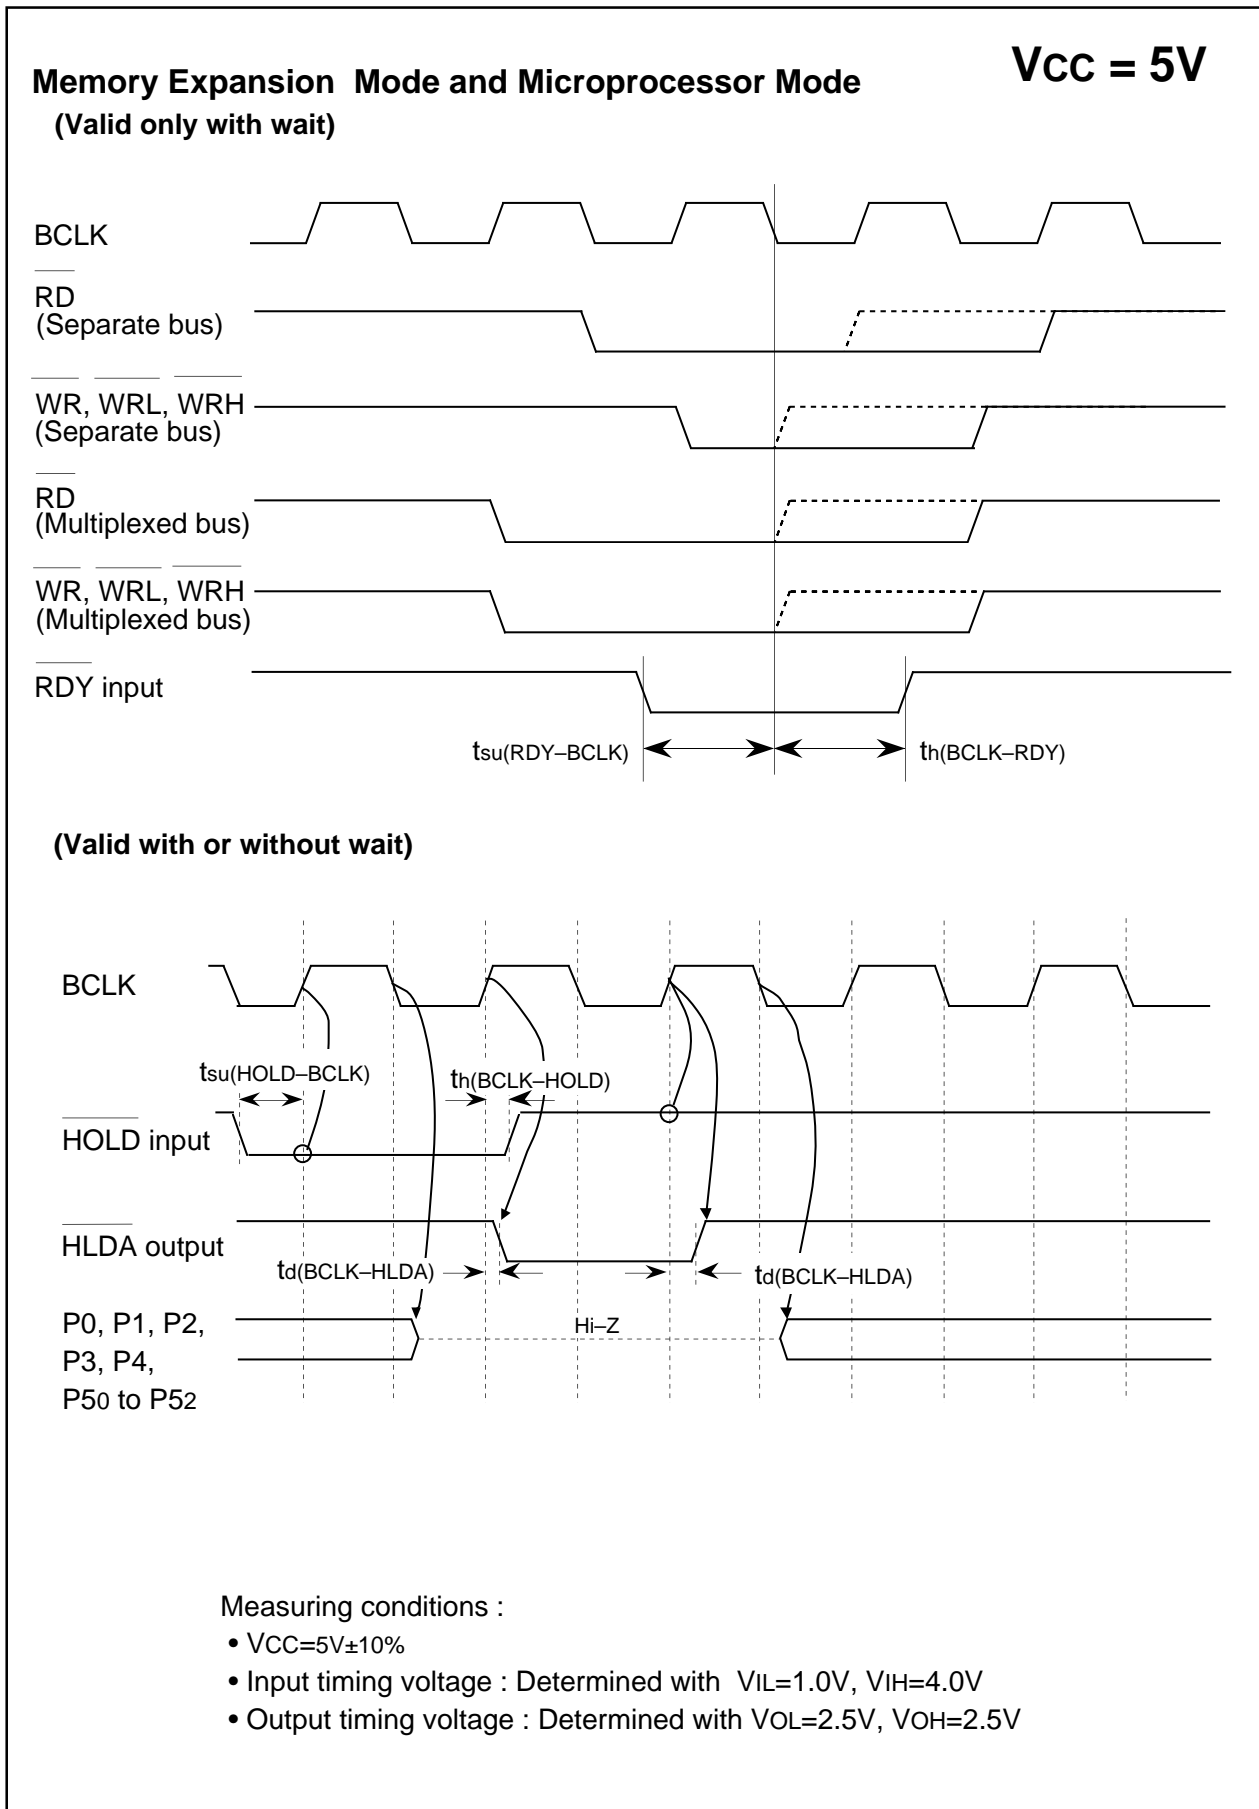 VCC = 5V
Memory Expansion Mode and Microprocessor Mode
(Valid only with wait)
BCLK
RD
(Separate bus)
WR, WRL, WRH
(Separate bus)
RD
(Multiplexed bus)
WR, WRL, WRH
(Multiplexed bus)
RDY input
tsu(RDY–BCLK)
th(BCLK–RDY)
(Valid with or without wait)
BCLK
tsu(HOLD–BCLK)
th(BCLK–HOLD)
HOLD input
HLDA output
td(BCLK–HLDA)
td(BCLK–HLDA)
P0, P1, P2,
P3, P4,
P50 to P52
Hi–Z
Measuring conditions :
• VCC=5V±10%
• Input timing voltage : Determined with VIL=1.0V, VIH=4.0V
• Output timing voltage : Determined with VOL=2.5V, VOH=2.5V